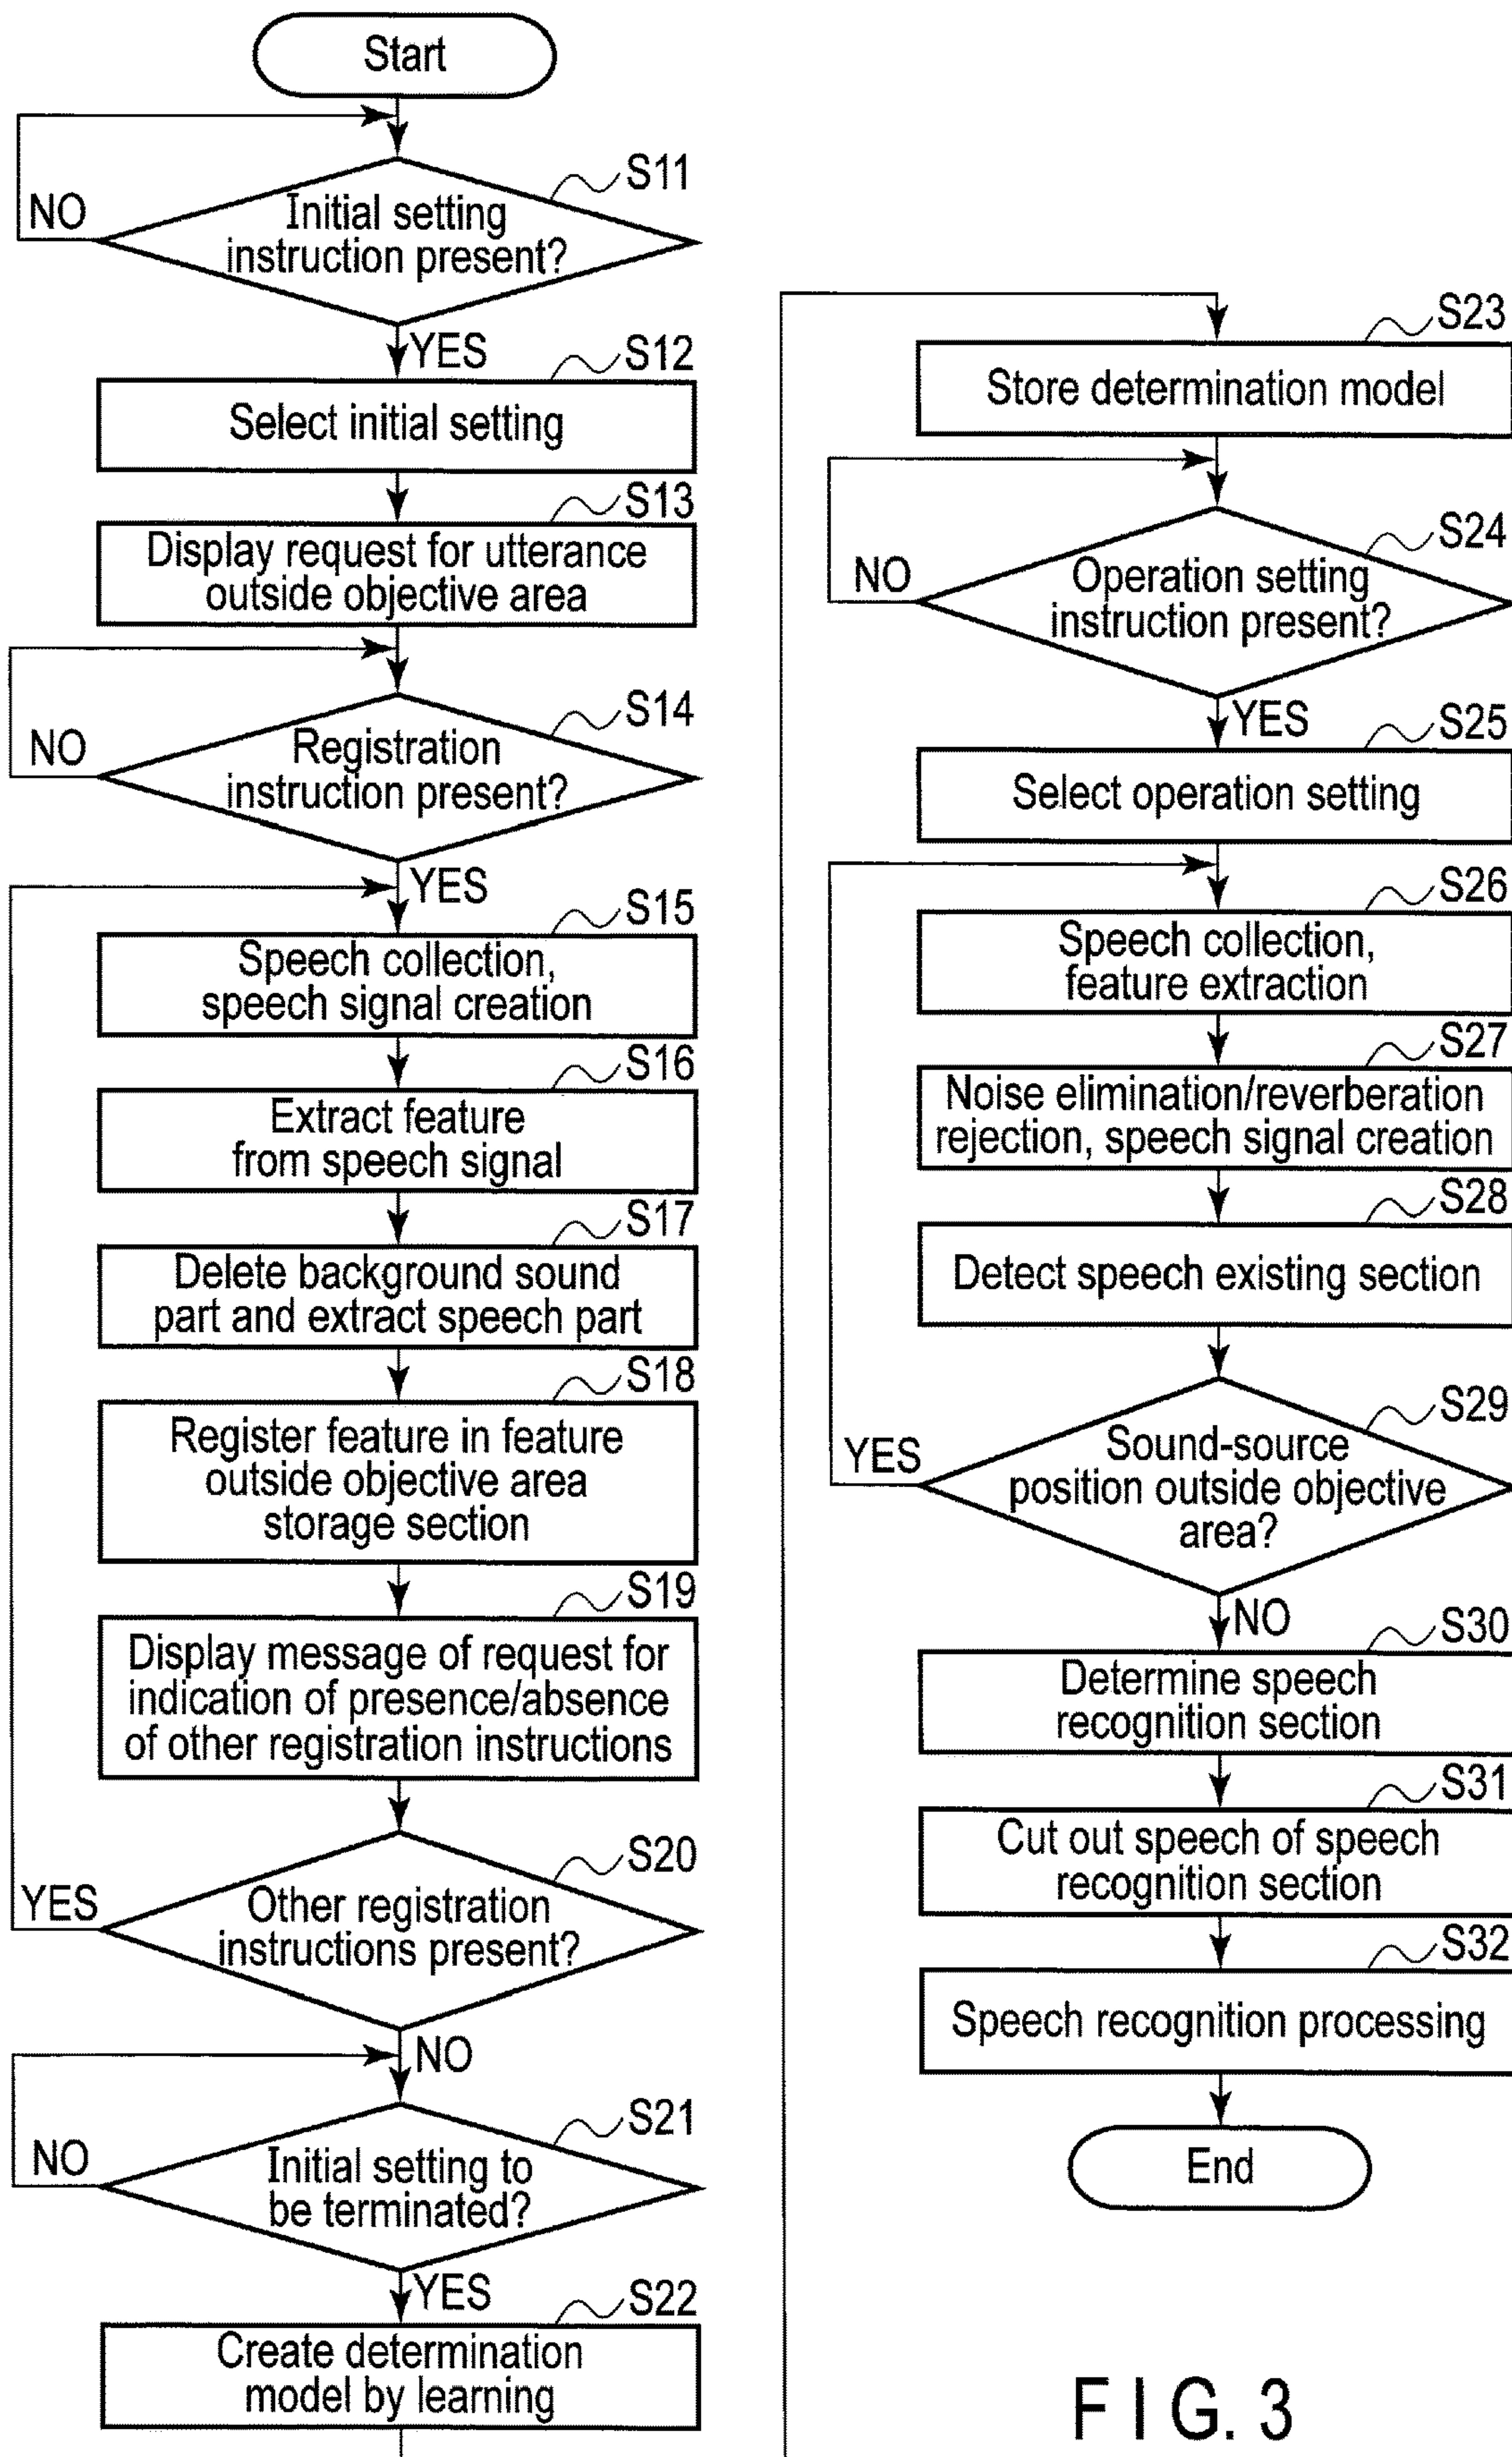 Start
S11
NO
Initial setting
instruction present?
YES
S12
Select initial setting
S13
Display request for utterance
outside objective area
S14
NO
Registration
instruction present?
YES
S15
Speech collection,
speech signal creation
S16
Extract feature
from speech signal
S17
Delete background sound
part and extract speech part
S18
Register feature in feature
outside objective area
storage section
S19
Display message of request for
indication of presence/absence
of other registration instructions
S20
YES
Other registration
instructions present?
NO
S21
NO
Initial setting to
be terminated?
YES
S22
Create determination
model by learning
S23
Store determination model
S24
NO
Operation setting
instruction present?
YES
S25
Select operation setting
S26
Speech collection,
feature extraction
S27
Noise elimination/reverberation
rejection, speech signal creation
S28
Detect speech existing section
S29
YES
Sound-source
position outside objective
area?
NO
S30
Determine speech
recognition section
S31
Cut out speech of speech
recognition section
S32
Speech recognition processing
End
F I G. 3